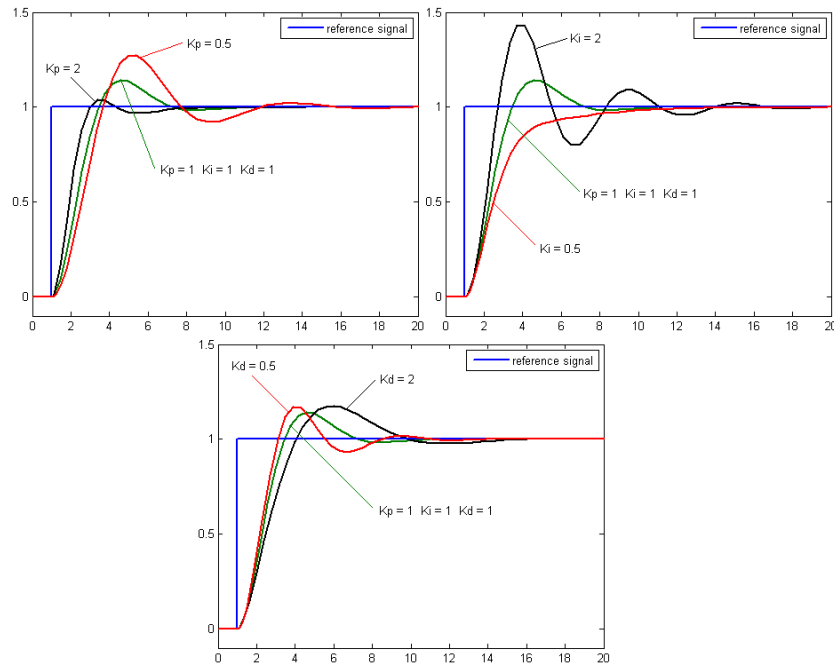 1.5
reference signal
Kp = 0.5
Kp = 2
1
Kp = 1 Ki = 1 Kd = 1
0.5
0
0 2 4 6 8 10 12 14 16 18 20
1.5
reference signal
Ki = 2
1
Kp = 1 Ki = 1 Kd = 1
0.5
Ki = 0.5
0
0 2 4 6 8 10 12 14 16 18 20
1.5
reference signal
Kd = 0.5
Kd = 2
1
Kp = 1 Ki = 1 Kd = 1
0.5
0
0 2 4 6 8 10 12 14 16 18 20